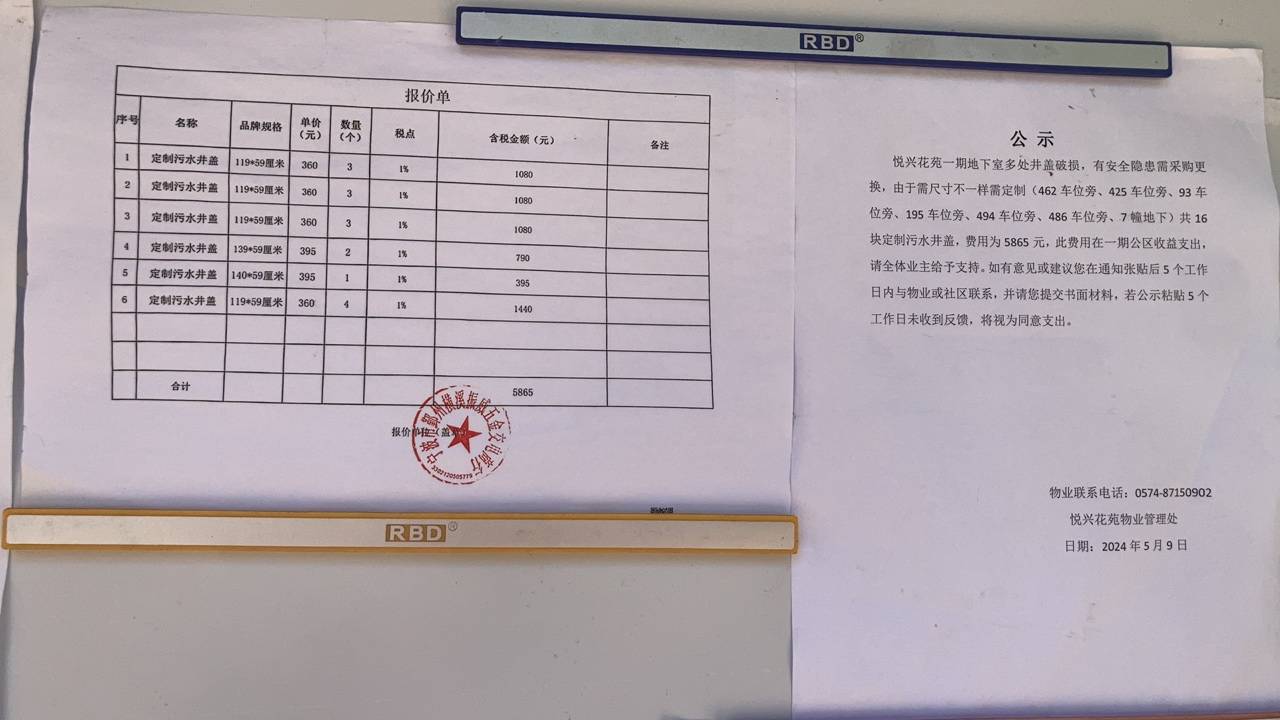 RBD®
报价单
序号 名称 品牌规格 单价（元） 数量（个） 税点 含税金额（元） 备注
1 定制污水井盖 119*59厘米 360 3 1% 1080
2 定制污水井盖 119*59厘米 360 3 1% 1080
3 定制污水井盖 119*59厘米 360 3 1% 1080
4 定制污水井盖 139*59厘米 395 2 1% 790
5 定制污水井盖 140*59厘米 395 1 1% 395
6 定制污水井盖 119*59厘米 360 4 1% 1440
合计 5865
报价单位（盖
宁波市鄞州横溪振威五金交电商行
RBD®
公示
悦兴花苑一期地下室多处井盖破损，有安全隐患需采购更
换，由于需尺寸不一样需定制（462 车位旁、425 车位旁、93 车
位旁、195 车位旁、494 车位旁、486 车位旁、7 幢地下）共 16
块定制污水井盖，费用为 5865 元，此费用在一期公区收益支出，
请全体业主给予支持。如有意见或建议您在通知张贴后 5 个工作
日内与物业或社区联系，并请您提交书面材料，若公示粘贴 5 个
工作日未收到反馈，将视为同意支出。
物业联系电话：0574-87150902
悦兴花苑物业管理处
日期：2024 年 5 月 9 日